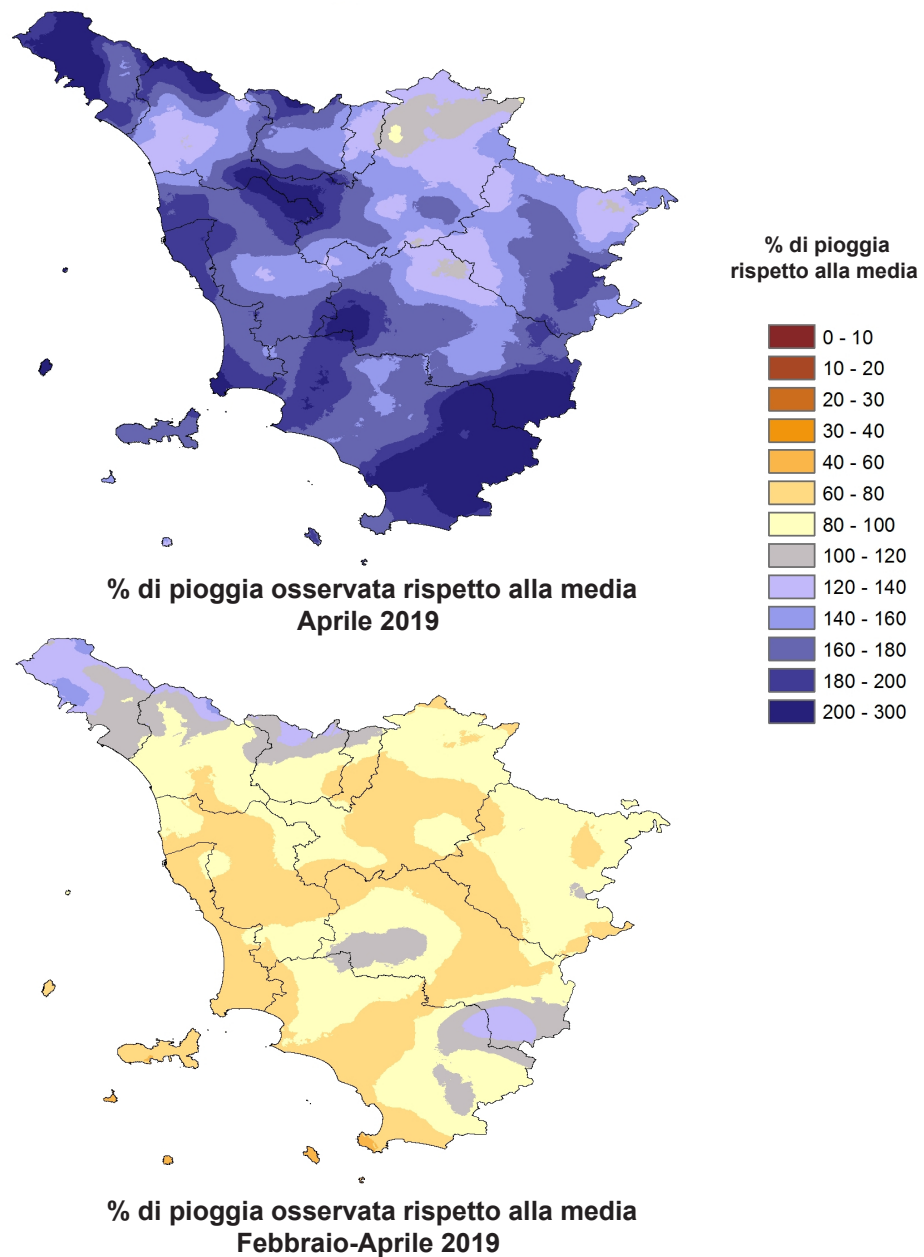 % di pioggia
rispetto alla media
0 - 10
10 - 20
20 - 30
30 - 40
40 - 60
60 - 80
80 - 100
100 - 120
120 - 140
140 - 160
160 - 180
180 - 200
200 - 300
% di pioggia osservata rispetto alla media
Aprile 2019
% di pioggia osservata rispetto alla media
Febbraio-Aprile 2019